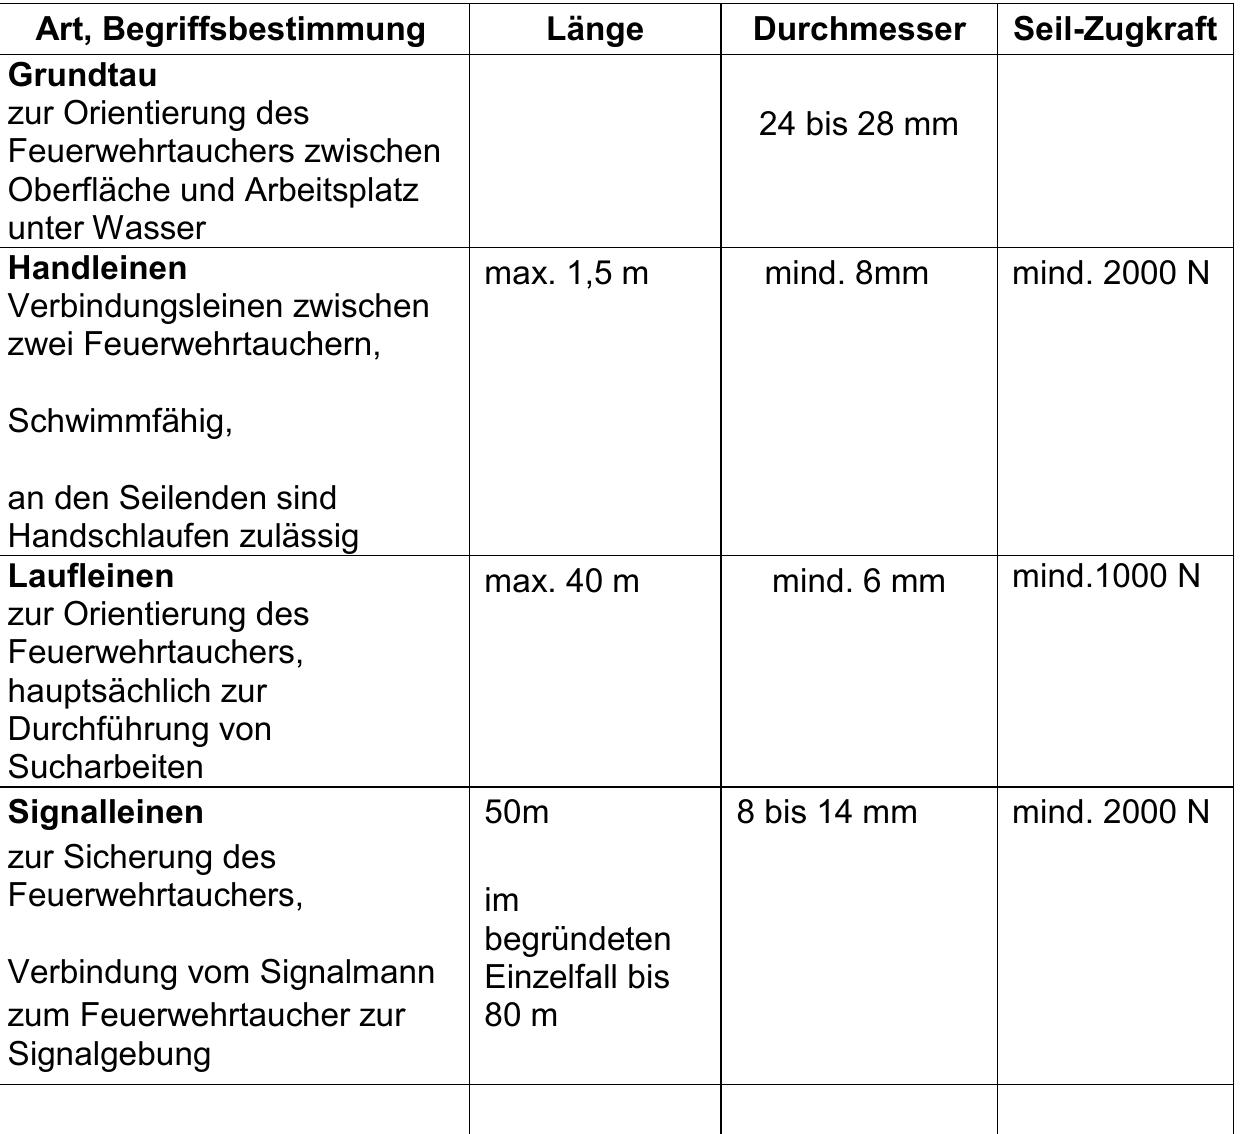 Art, Begriffsbestimmung Länge Durchmesser Seil-Zugkraft
Grundtau
zur Orientierung des
24 bis 28 mm
Feuerwehrtauchers zwischen
Oberfläche und Arbeitsplatz
unter Wasser
Handleinen max. 1,5 m mind. 8mm mind. 2000 N
Verbindungsleinen zwischen
zwei Feuerwehrtauchern,
Schwimmfähig,
an den Seilenden sind
Handschlaufen zulässig
Laufleinen max. 40 m mind. 6 mm mind.1000 N
zur Orientierung des
Feuerwehrtauchers,
hauptsächlich zur
Durchführung von
Sucharbeiten
Signalleinen 50m 8 bis 14 mm mind. 2000 N
zur Sicherung des
Feuerwehrtauchers,
im
begründeten
Einzelfall bis
80 m
Verbindung vom Signalmann
zum Feuerwehrtaucher zur
Signalgebung